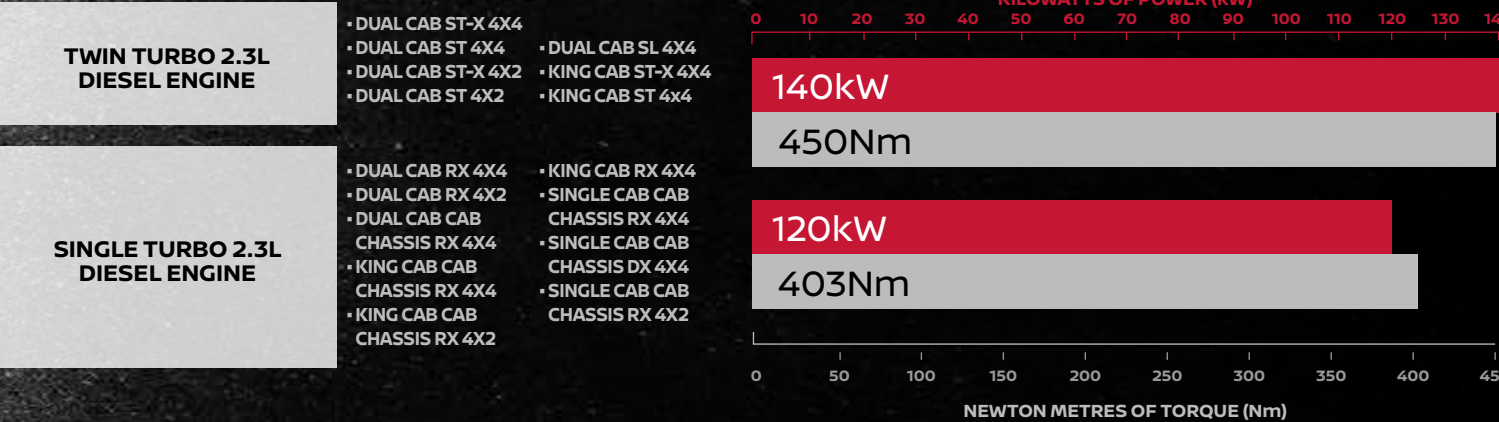 TWIN TURBO 2.3L
DIESEL ENGINE
▪ DUAL CAB ST-X 4X4
▪ DUAL CAB ST 4X4
▪ DUAL CAB ST-X 4X2
▪ DUAL CAB ST 4X2
▪ DUAL CAB SL 4X4
▪ KING CAB ST-X 4X4
▪ KING CAB ST 4x4
KILOWATTS OF POWER (kW)
0 10 20 30 40 50 60 70 80 90 100 110 120 130 14
140kW
450Nm
SINGLE TURBO 2.3L
DIESEL ENGINE
▪ DUAL CAB RX 4X4
▪ DUAL CAB RX 4X2
▪ DUAL CAB CAB
CHASSIS RX 4X4
▪ KING CAB CAB
CHASSIS RX 4X4
▪ KING CAB CAB
CHASSIS RX 4X2
▪ KING CAB RX 4X4
▪ SINGLE CAB CAB
CHASSIS RX 4X4
▪ SINGLE CAB CAB
CHASSIS DX 4X4
▪ SINGLE CAB CAB
CHASSIS RX 4X2
120kW
403Nm
0 50 100 150 200 250 300 350 400 45
NEWTON METRES OF TORQUE (Nm)